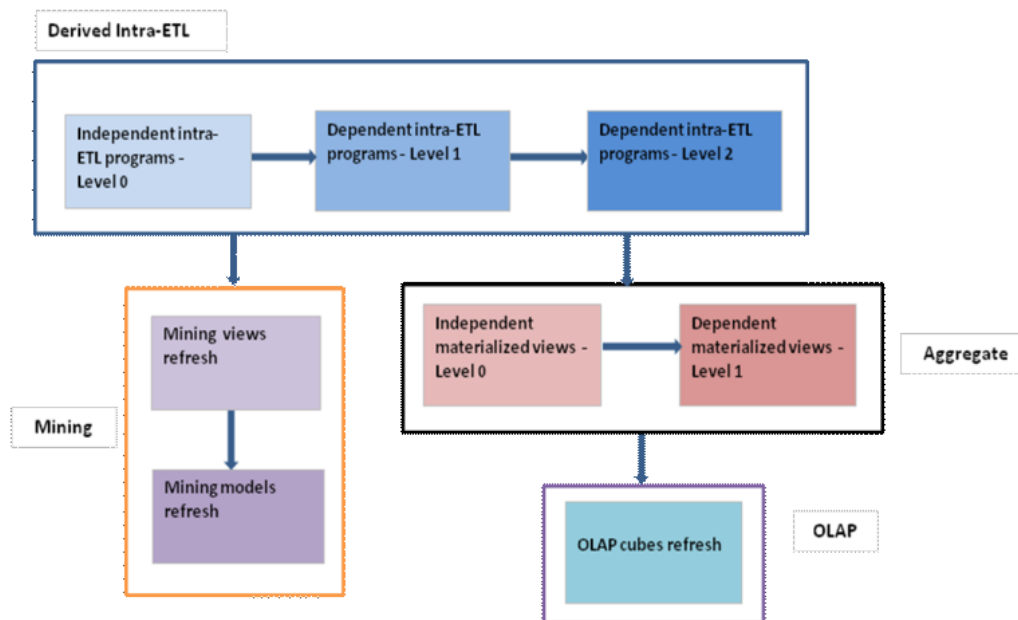 Derived Intra-ETL
Independent intra-
ETL programs -
Level 0
Dependent intra-ETL
programs - Level 1
Dependent intra-ETL
programs - Level 2
Mining views
refresh
Independent
materialized views -
Level 0
Dependent
materialized views -
Level 1
Aggregate
Mining
Mining models
refresh
OLAP cubes refresh
OLAP